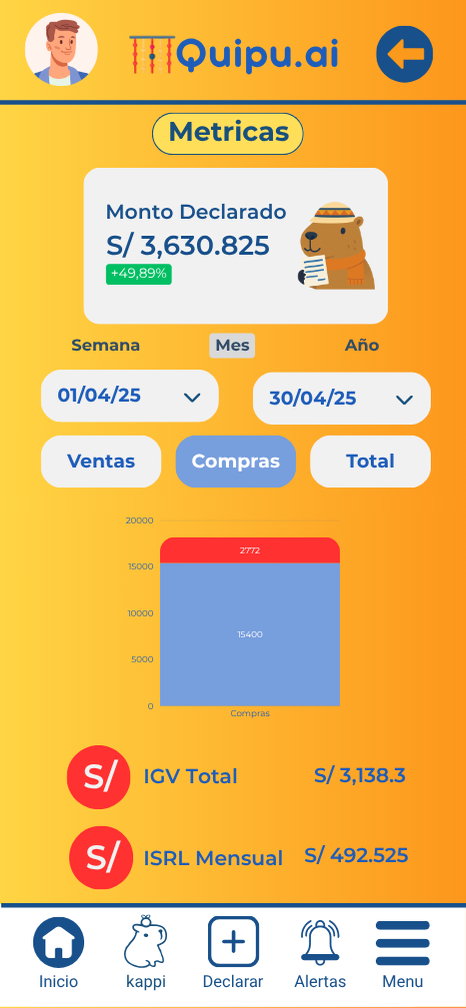 Quipu.ai
Metricas
Monto Declarado
S/ 3,630.825
+49,89%
Semana Mes Año
01/04/25 30/04/25
Ventas Compras Total
20000
2772
15000
10000
15400
5000
0
Compras
S/ IGV Total S/ 3,138.3
S/ ISRL Mensual S/ 492.525
Inicio kappi Declarar Alertas Menu